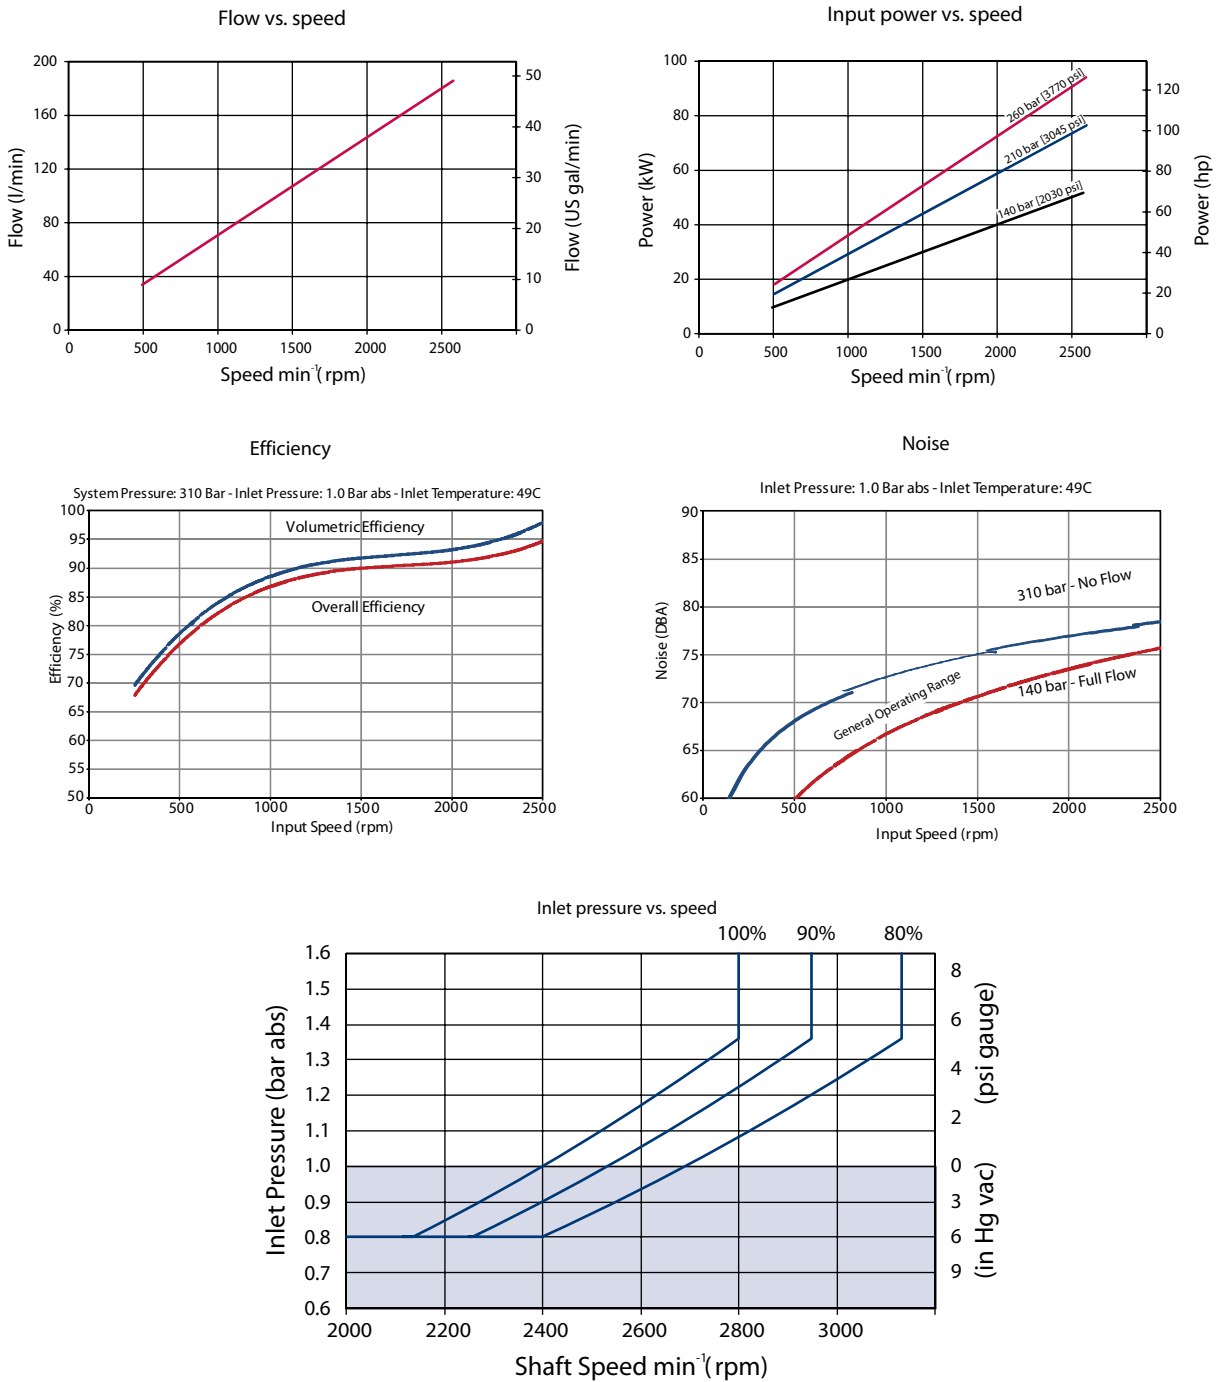 Flow vs. speed
200
160
120
80
40
0
Flow (l/min)
50
40
30
20
10
0
Flow (US gal/min)
0 500 1000 1500 2000 2500
Speed min-1(rpm)
Input power vs. speed
100
80
60
40
20
0
Power (kW)
260 bar [3770 psi]
210 bar [3045 psi]
140 bar [2030 psi]
120
100
80
60
40
20
0
Power (hp)
0 500 1000 1500 2000 2500
Speed min-1(rpm)
Efficiency
System Pressure: 310 Bar - Inlet Pressure: 1.0 Bar abs - Inlet Temperature: 49C
100
95
90
85
80
75
70
65
60
55
50
Efficiency (%)
Volumetric Efficiency
Overall Efficiency
0 500 1000 1500 2000 2500
Input Speed (rpm)
Noise
Inlet Pressure: 1.0 Bar abs - Inlet Temperature: 49C
90
85
80
75
70
65
60
Noise (DBA)
310 bar - No Flow
General Operating Range
140 bar - Full Flow
0 500 1000 1500 2000 2500
Input Speed (rpm)
Inlet pressure vs. speed
100% 90% 80%
1.6
1.5
1.4
1.3
1.2
1.1
1.0
0.9
0.8
0.7
0.6
Inlet Pressure (bar abs)
8
6
4
2
0
3
6
9
(psi gauge)
(in Hg vac)
2000 2200 2400 2600 2800 3000
Shaft Speed min-1(rpm)